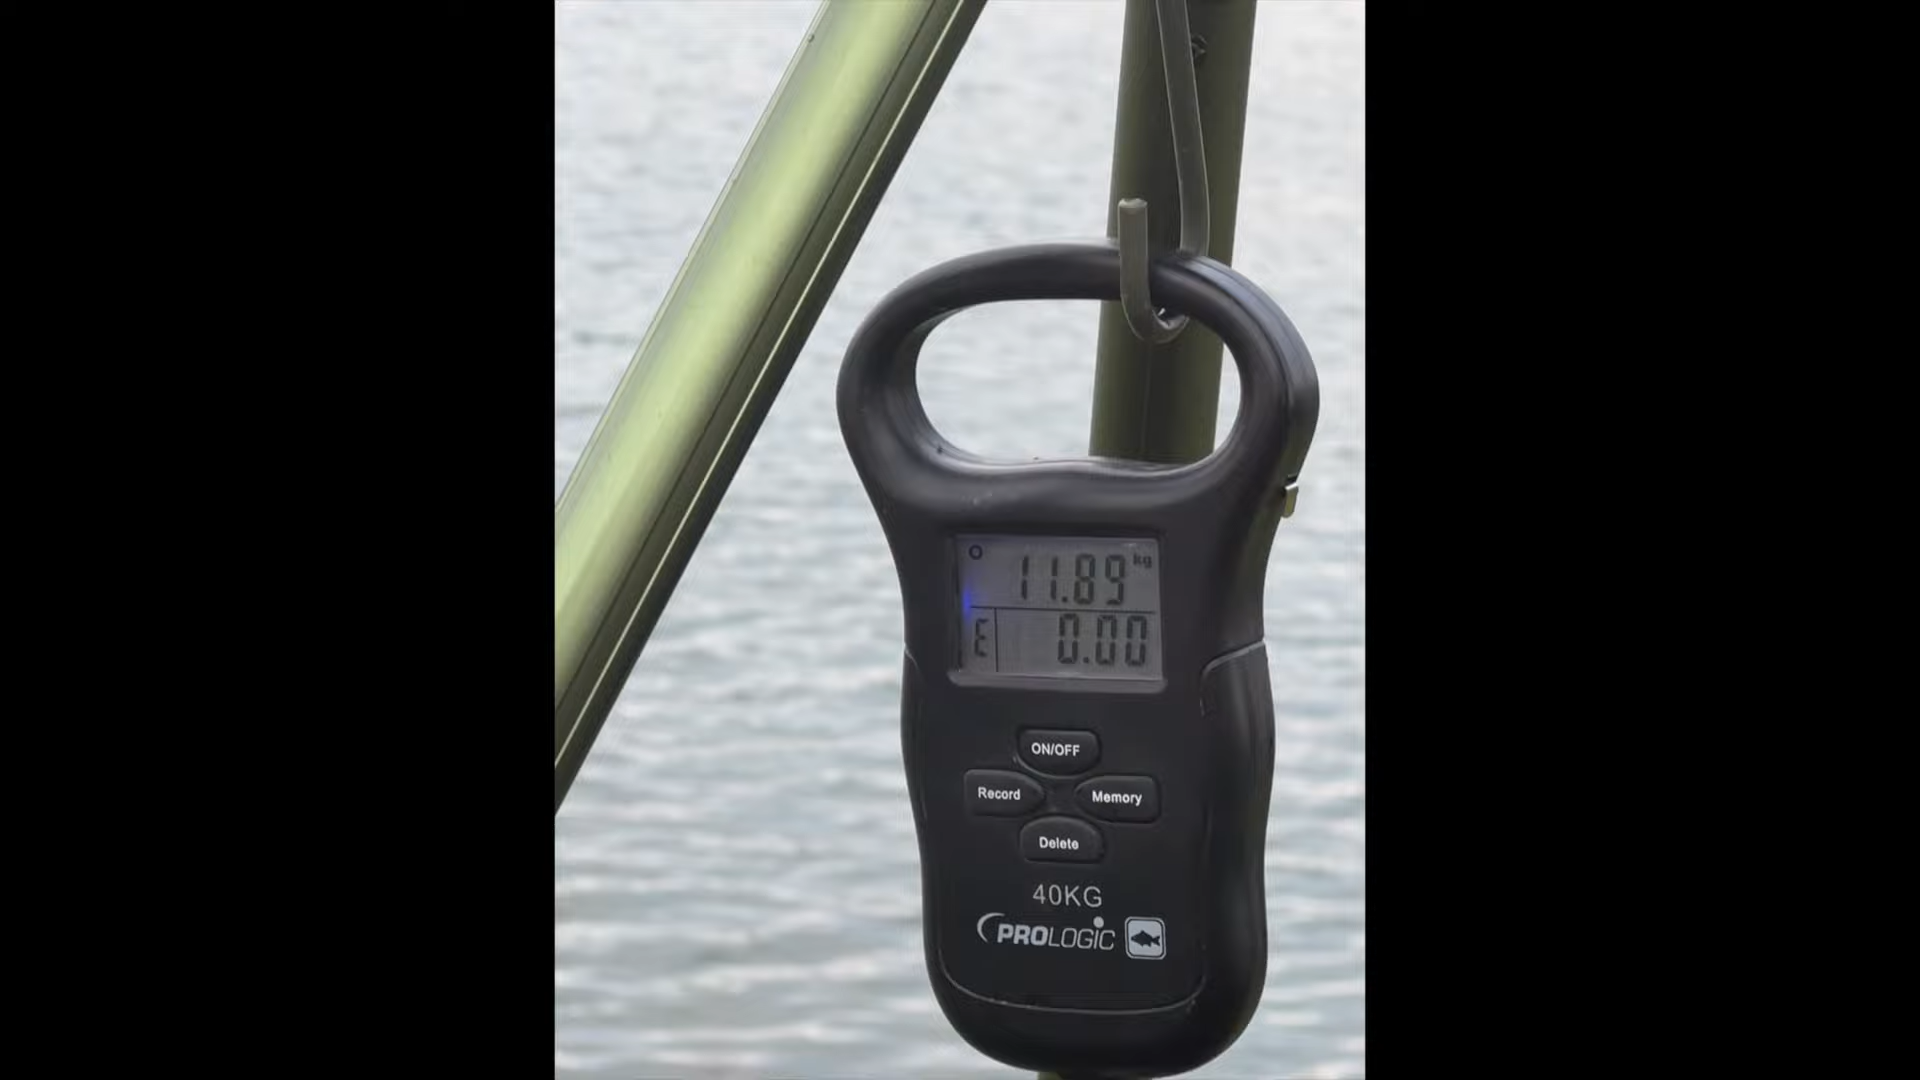 O 11.89 kg
E 0.00
ON/OFF
Record Memory
Delete
40KG
PROLOGIC